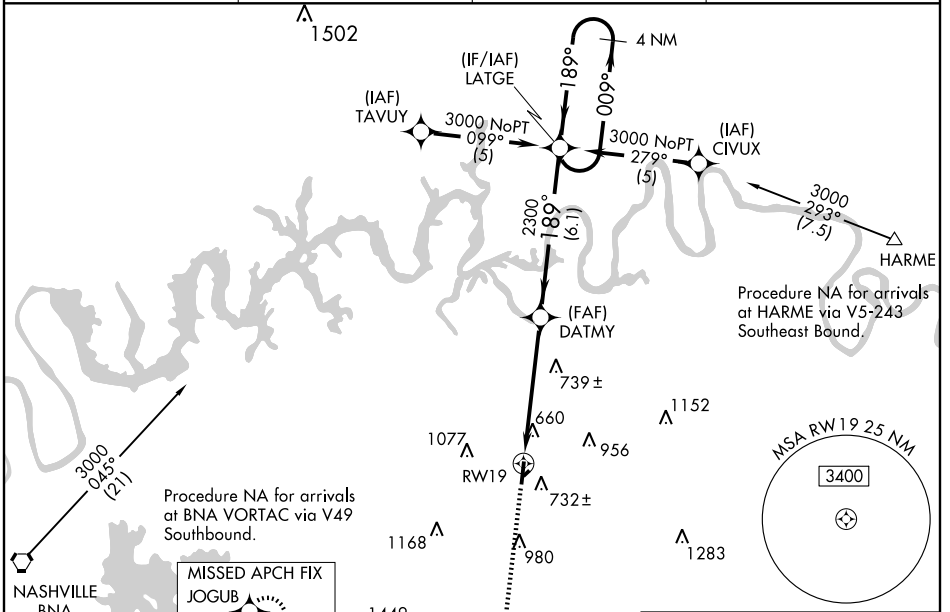 1502
4 NM
(IF/IAF)
LATGE
189°
009°
(IAF)
TAVUY
3000 NoPT
099°
(5)
3000 NoPT
279°
(5)
(IAF)
CIVUX
3000
293°
(7.5)
HARME
2300
189°
(6.1)
Procedure NA for arrivals
at HARME via V5-243
Southeast Bound.
(FAF)
DATMY
739 ±
1152
660
956
1077
RW19
732 ±
MSA RW19 25 NM
3400
3000
045°
(21)
Procedure NA for arrivals
at BNA VORTAC via V49
Southbound.
1168
980
1283
NASHVILLE
BNA
MISSED APCH FIX
JOGUB